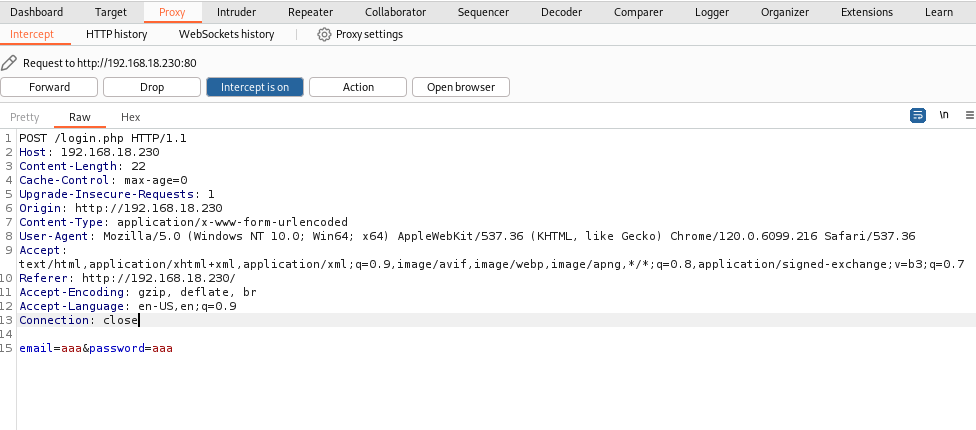 Dashboard Target Proxy Intruder Repeater Collaborator Sequencer Decoder Comparer Logger Organizer Extensions Learn
Intercept HTTP history WebSockets history Proxy settings
Request to http://192.168.18.230:80
Forward Drop Intercept is on Action Open browser
Pretty Raw Hex \n
1 POST /login.php HTTP/1.1
2 Host: 192.168.18.230
3 Content-Length: 22
4 Cache-Control: max-age=0
5 Upgrade-Insecure-Requests: 1
6 Origin: http://192.168.18.230
7 Content-Type: application/x-www-form-urlencoded
8 User-Agent: Mozilla/5.0 (Windows NT 10.0; Win64; x64) AppleWebKit/537.36 (KHTML, like Gecko) Chrome/120.0.6099.216 Safari/537.36
9 Accept:
text/html,application/xhtml+xml,application/xml;q=0.9,image/avif,image/webp,image/apng,*/*;q=0.8,application/signed-exchange;v=b3;q=0.7
10 Referer: http://192.168.18.230/
11 Accept-Encoding: gzip, deflate, br
12 Accept-Language: en-US,en;q=0.9
13 Connection: close
14
15 email=aaa&password=aaa